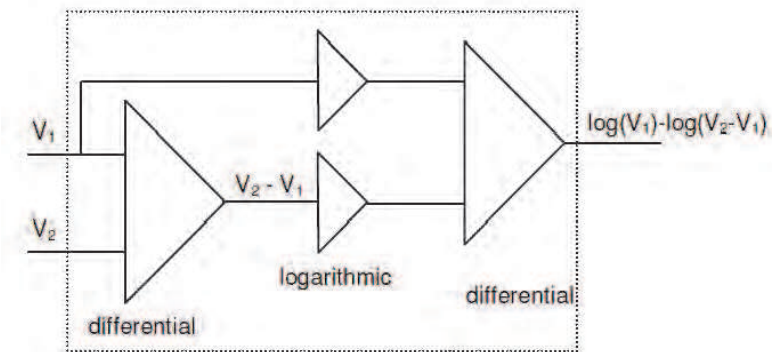 V₁
log(V₁)-log(V₂-V₁)
V₂ - V₁
V₂
logarithmic
differential
differential